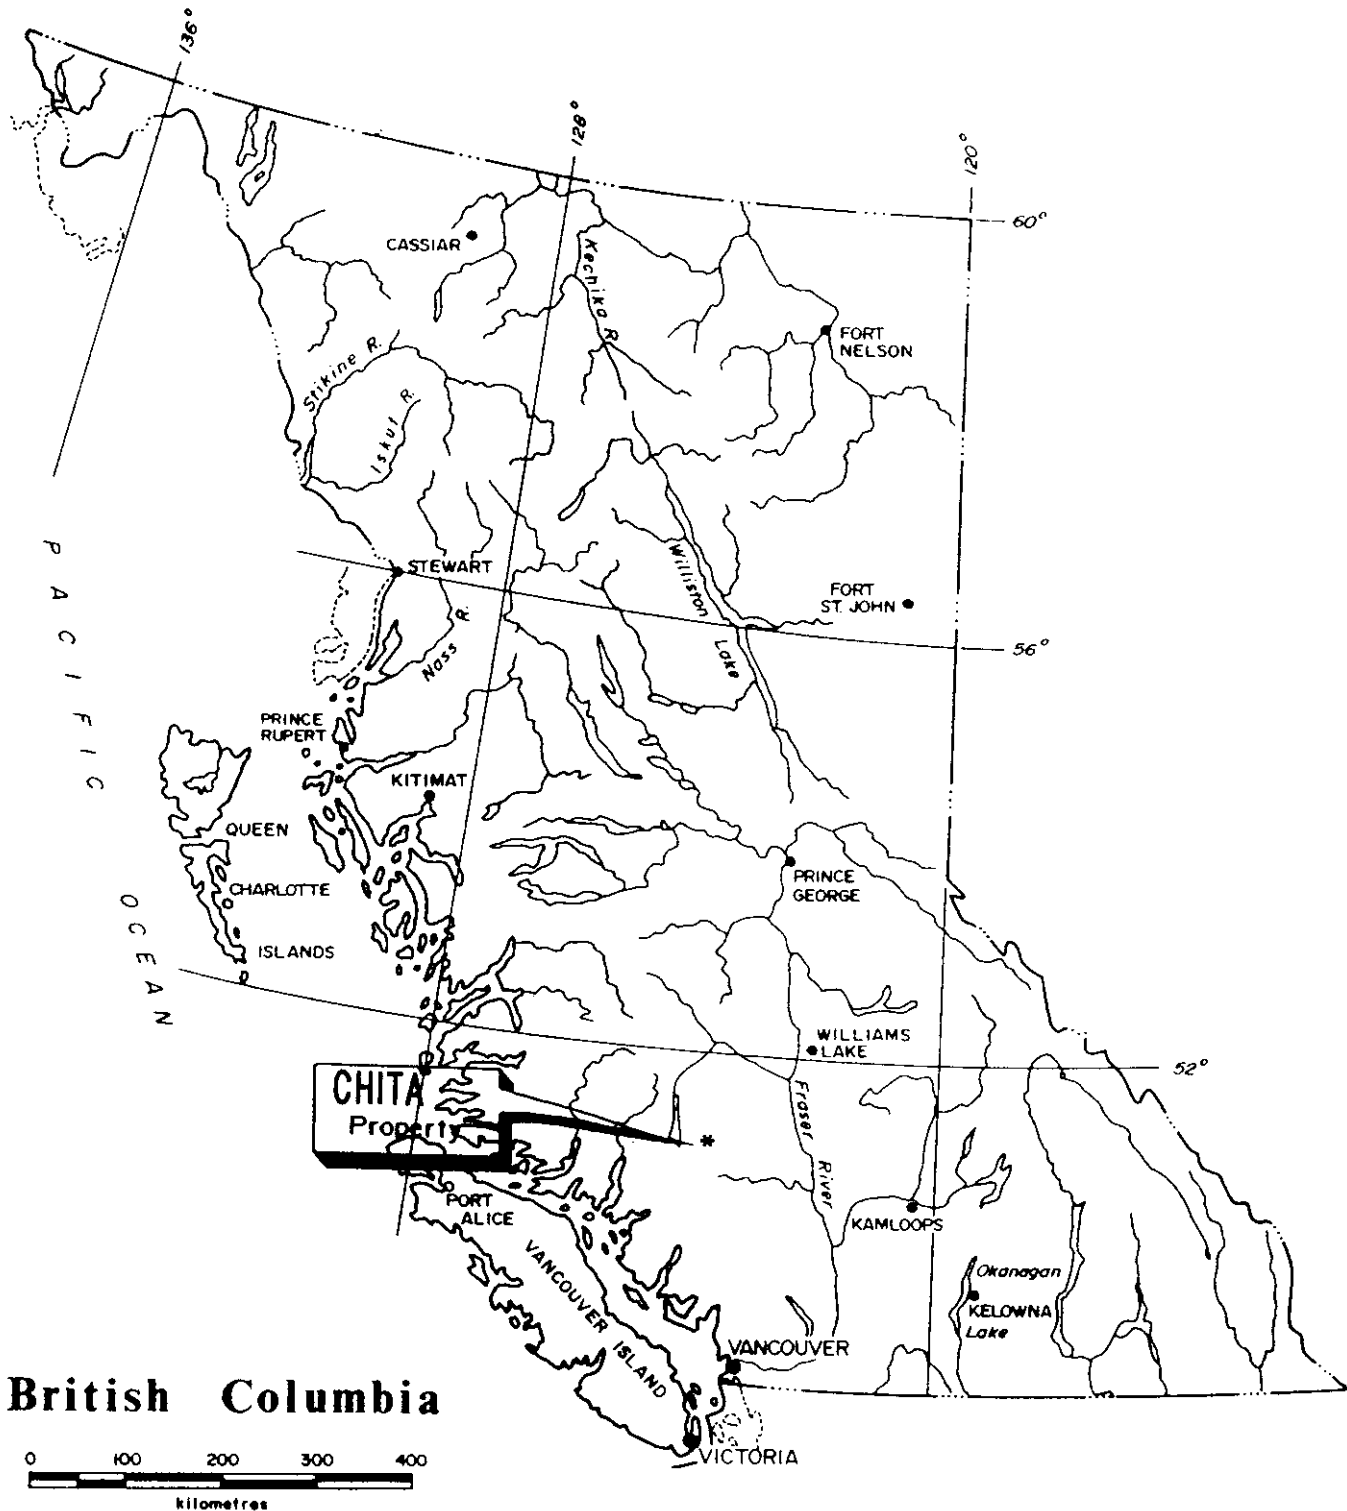 136°
128°
120°
60°
CASSIAR
Kechika R.
FORT
NELSON
Stikine R.
Iskut R.
PACIFIC
OCEAN
STEWART
Nass R.
Williston Lake
FORT
ST. JOHN
56°
PRINCE
RUPERT
KITIMAT
QUEEN
CHARLOTTE
ISLANDS
PRINCE
GEORGE
WILLIAMS
LAKE
52°
CHITA
Property
*
Fraser River
PORT
ALICE
KAMLOOPS
VANCOUVER ISLAND
Okanagan
KELOWNA
Lake
VANCOUVER
VICTORIA
British Columbia
0 100 200 300 400
kilometres